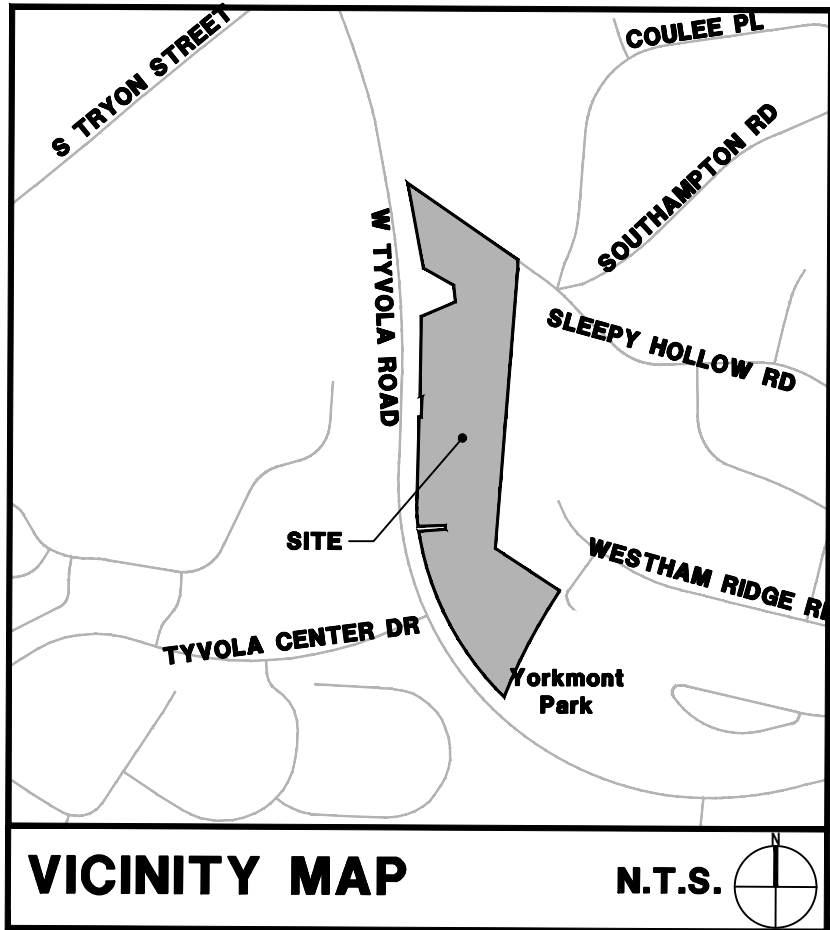 S TRYON STREET
COULEE PL
SOUTHAMPTON RD
W TYVOLA ROAD
SLEEPY HOLLOW RD
SITE
WESTHAM RIDGE R
TYVOLA CENTER DR
Yorkmont
Park
VICINITY MAP
N.T.S.
N